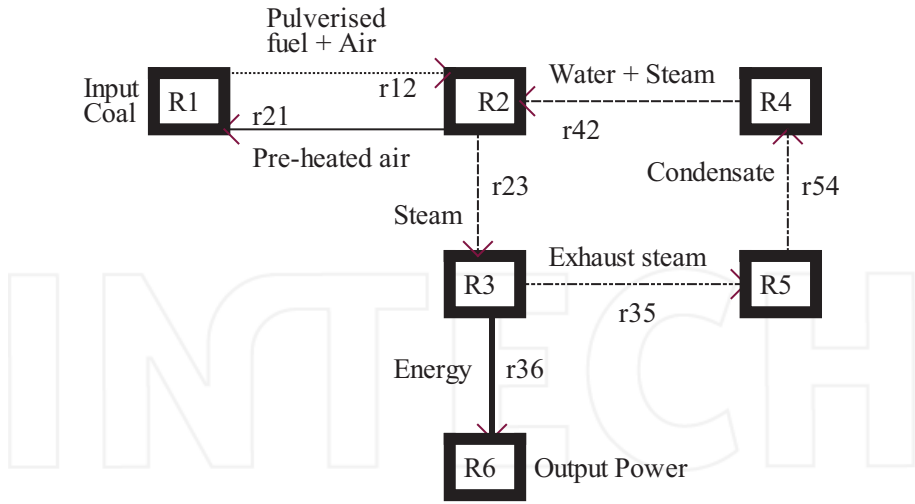 Pulverised
fuel + Air
Input
Coal
R1
r12
r21
Pre-heated air
R2
Water + Steam
r42
R4
r23
Steam
Condensate
r54
R3
Exhaust steam
r35
R5
Energy
r36
R6
Output Power
INTECH